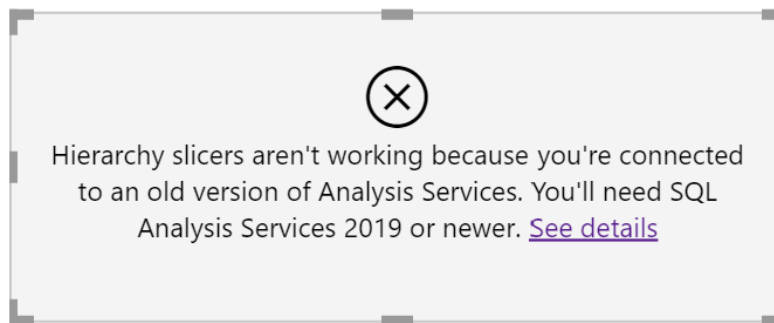 Hierarchy slicers aren't working because you're connected
to an old version of Analysis Services. You'll need SQL
Analysis Services 2019 or newer. See details